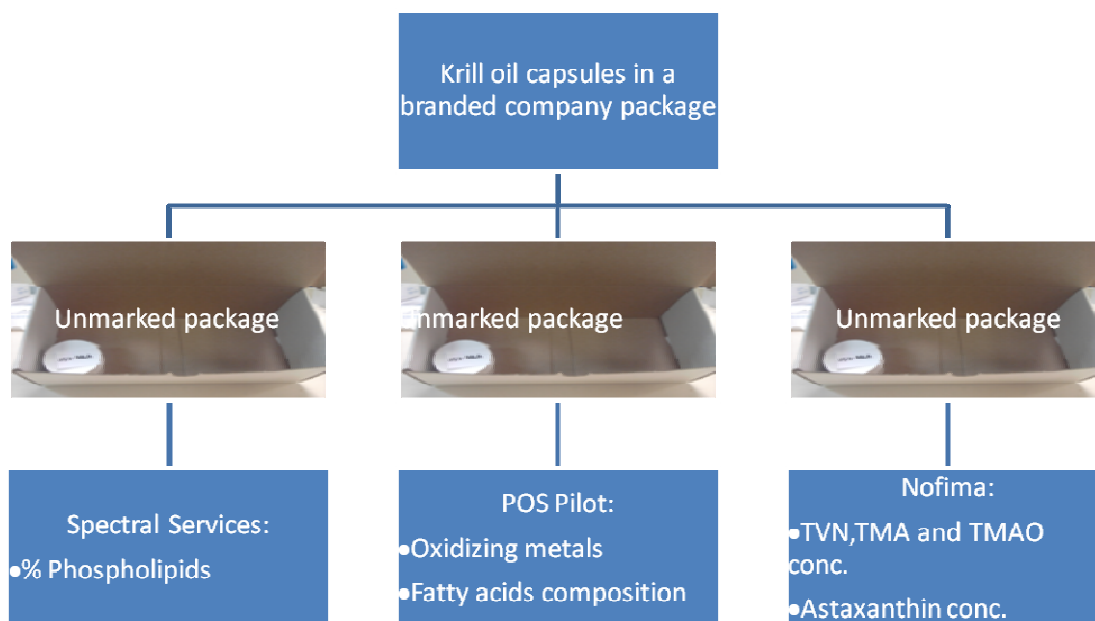 Krill oil capsules in a
branded company package
Unmarked package
Unmarked package
Unmarked package
Spectral Services:
•% Phospholipids
POS Pilot:
•Oxidizing metals
•Fatty acids composition
Nofima:
•TVN,TMA and TMAO
conc.
•Astaxanthin conc.